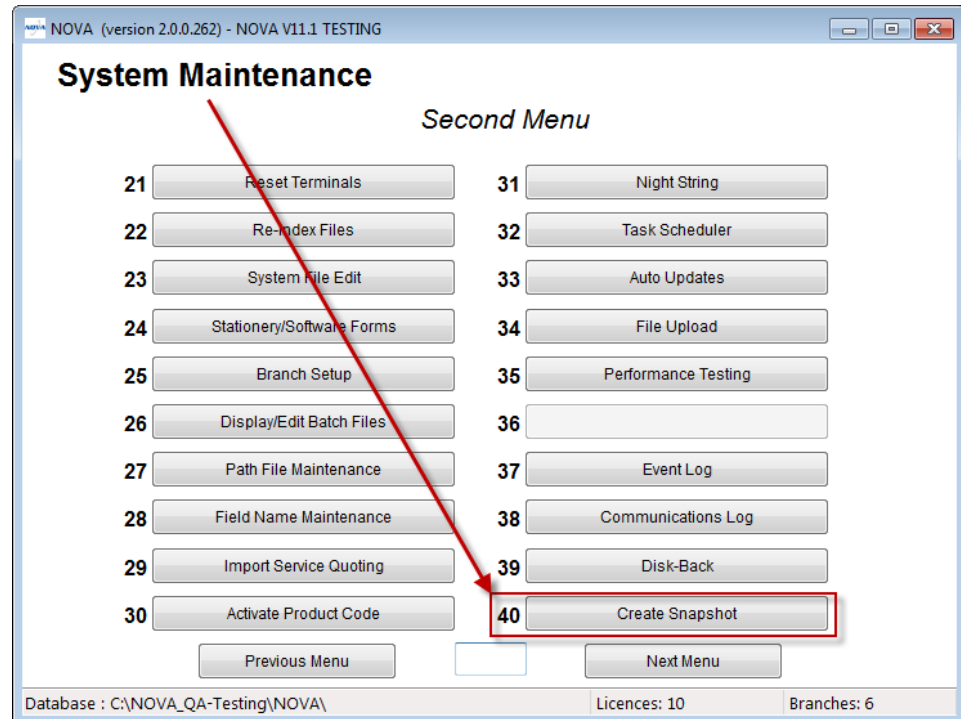 NOVA (version 2.0.0.262) - NOVA V11.1 TESTING
System Maintenance
Second Menu
21 Reset Terminals
22 Re-Index Files
23 System File Edit
24 Stationery/Software Forms
25 Branch Setup
26 Display/Edit Batch Files
27 Path File Maintenance
28 Field Name Maintenance
29 Import Service Quoting
30 Activate Product Code
31 Night String
32 Task Scheduler
33 Auto Updates
34 File Upload
35 Performance Testing
36
37 Event Log
38 Communications Log
39 Disk-Back
40 Create Snapshot
Previous Menu
Next Menu
Database : C:\NOVA_QA-Testing\NOVA\
Licences: 10
Branches: 6